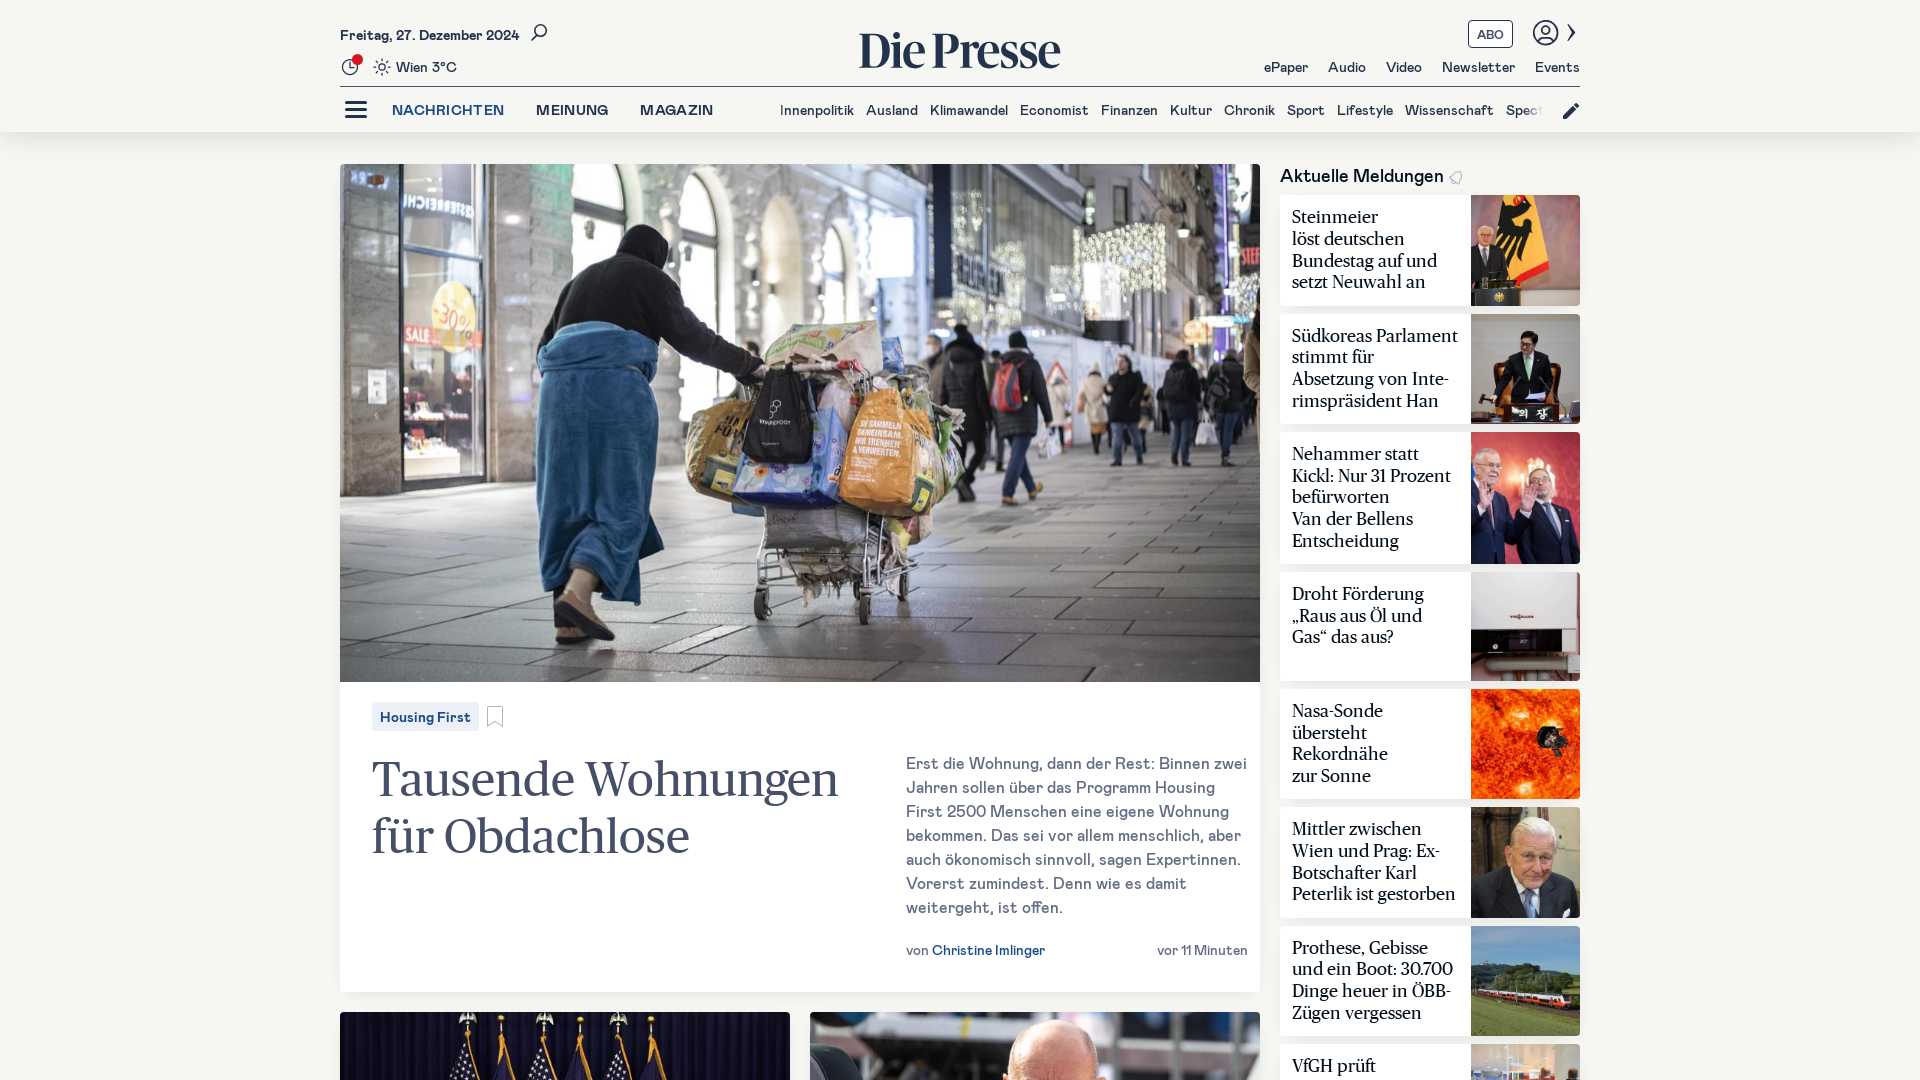 Freitag, 27. Dezember 2024
Die Presse
ABO
Wien 3°C
ePaper Audio Video Newsletter Events
NACHRICHTEN MEINUNG MAGAZIN
Innenpolitik Ausland Klimawandel Economist Finanzen Kultur Chronik Sport Lifestyle Wissenschaft Spect
-30%
SALE
Housing First
Tausende Wohnungen
für Obdachlose
Erst die Wohnung, dann der Rest: Binnen zwei
Jahren sollen über das Programm Housing
First 2500 Menschen eine eigene Wohnung
bekommen. Das sei vor allem menschlich, aber
auch ökonomisch sinnvoll, sagen Expertinnen.
Vorerst zumindest. Denn wie es damit
weitergeht, ist offen.
von Christine Imlinger
vor 11 Minuten
Aktuelle Meldungen
Steinmeier
löst deutschen
Bundestag auf und
setzt Neuwahl an
Südkoreas Parlament
stimmt für
Absetzung von Inte-
rimspräsident Han
의 장
Nehammer statt
Kickl: Nur 31 Prozent
befürworten
Van der Bellens
Entscheidung
Droht Förderung
„Raus aus Öl und
Gas“ das aus?
Nasa-Sonde
übersteht
Rekordnähe
zur Sonne
Mittler zwischen
Wien und Prag: Ex-
Botschafter Karl
Peterlik ist gestorben
Prothese, Gebisse
und ein Boot: 30.700
Dinge heuer in ÖBB-
Zügen vergessen
VfGH prüft